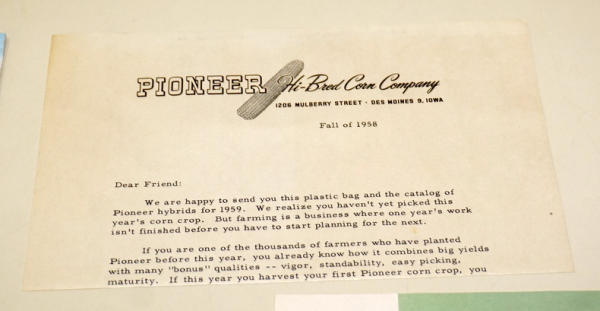 PIONEER Hi-Bred Corn Company
1206 MULBERRY STREET · DES MOINES 9, IOWA
Fall of 1958
Dear Friend:
We are happy to send you this plastic bag and the catalog of
Pioneer hybrids for 1959. We realize you haven't yet picked this
year's corn crop. But farming is a business where one year's work
isn't finished before you have to start planning for the next.
If you are one of the thousands of farmers who have planted
Pioneer before this year, you already know how it combines big yields
with many "bonus" qualities -- vigor, standability, easy picking,
maturity. If this year you harvest your first Pioneer corn crop, you